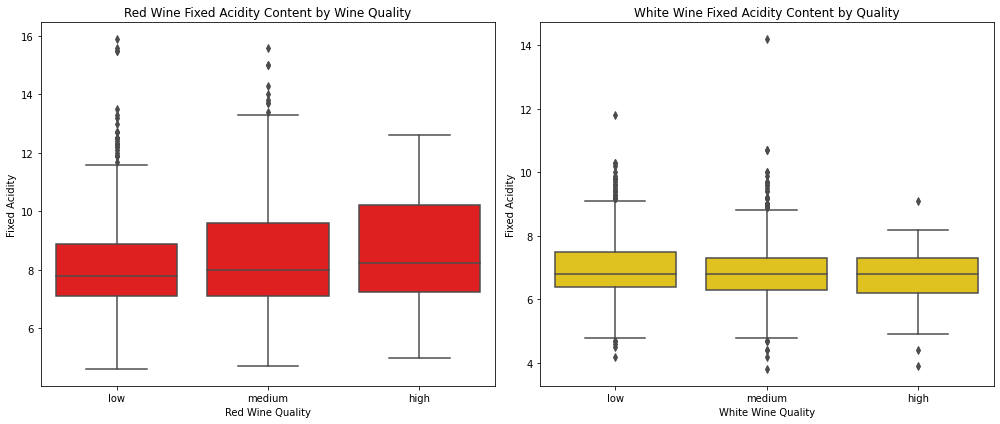 Red Wine Fixed Acidity Content by Wine Quality
16
14
12
10
8
6
Fixed Acidity
low medium high
Red Wine Quality
White Wine Fixed Acidity Content by Quality
14
12
10
8
6
4
Fixed Acidity
low medium high
White Wine Quality